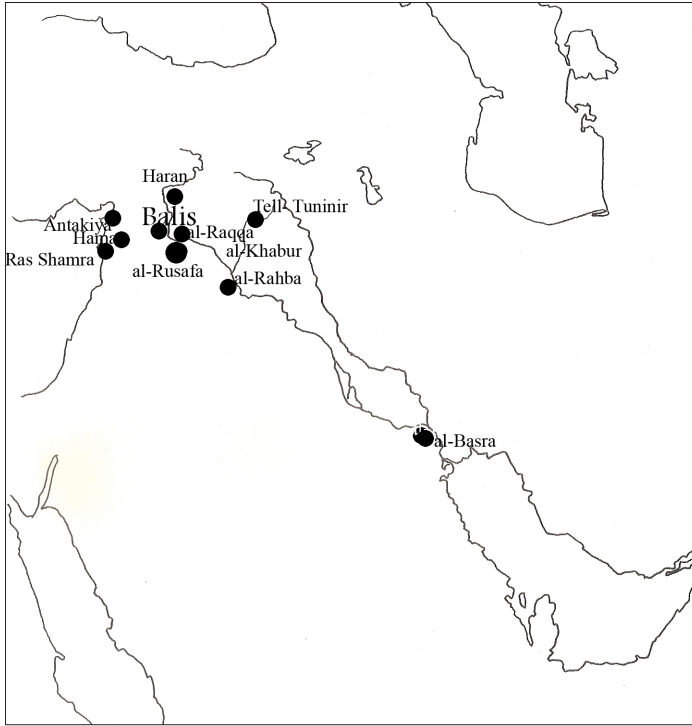 Haran
Tell- Tuninir
Balis
Antakiya
al-Raqqa
Hama
al-Khabur
Ras Shamra
al-Rusafa
al-Rahba
al-Basra